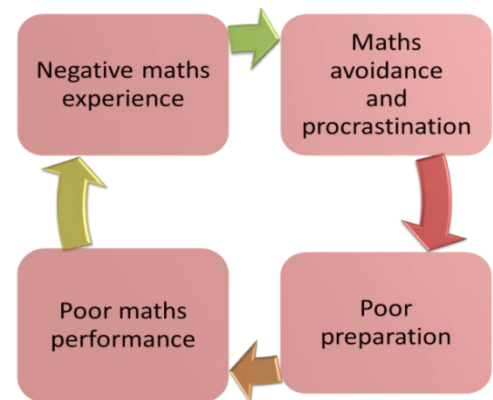 Negative maths
experience
Maths
avoidance
and
procrastination
Poor maths
performance
Poor
preparation